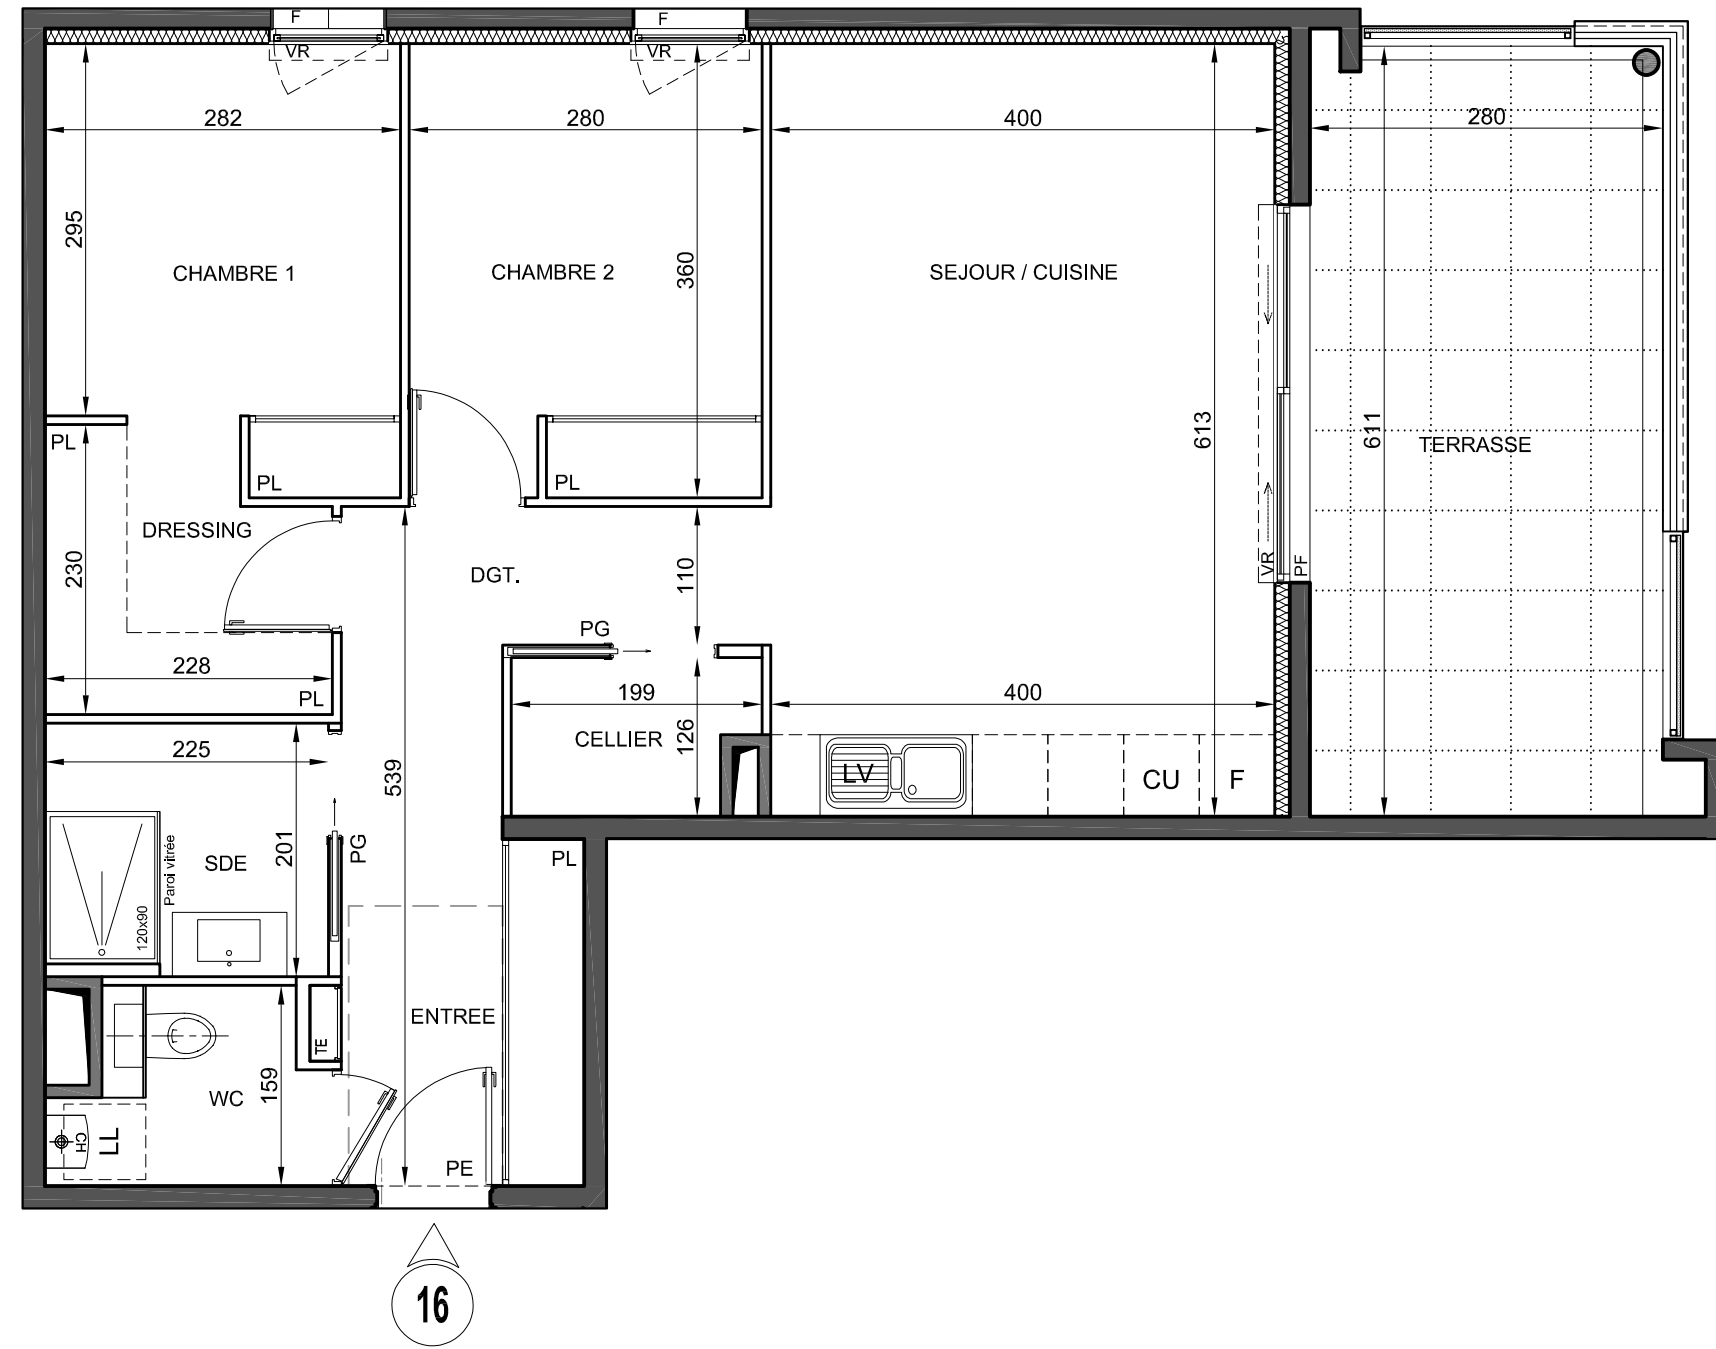 F
F
VR
VR
282
280
400
280
295
360
CHAMBRE 1
CHAMBRE 2
SEJOUR / CUISINE
613
611
TERRASSE
PL
PL
PL
DRESSING
230
DGT.
110
VR
PF
PG
228
PL
199
400
CELLIER
126
225
539
LV
CU
F
201
PG
Paroi vitrée
SDE
120x90
PL
ENTREE
TE
159
WC
CH
LL
PE
16